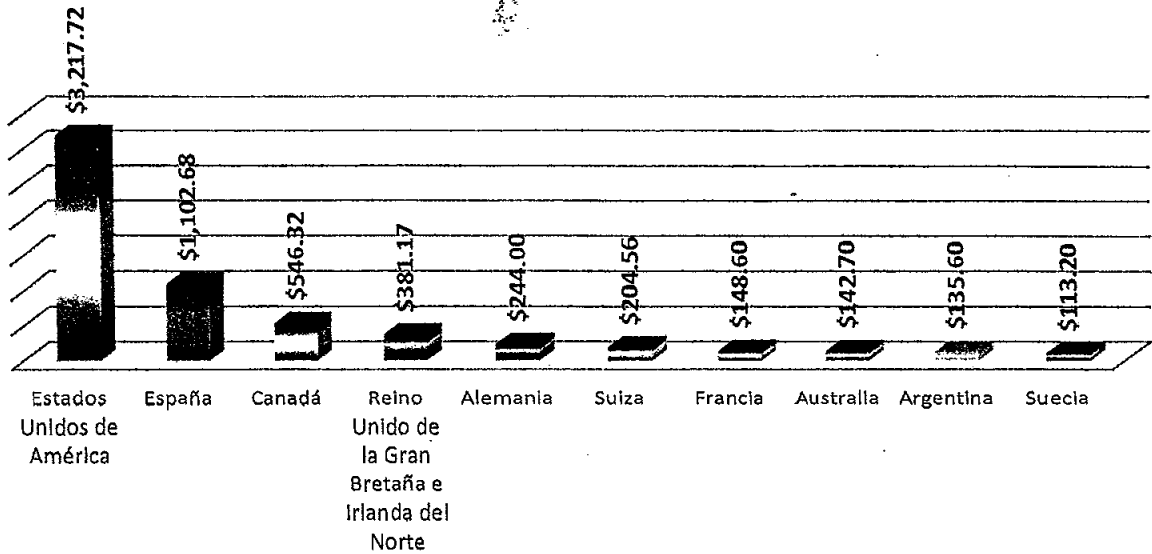 $3,217.72
$1,102.68
$546.32
$381.17
$244.00
$204.56
$148.60
$142.70
$135.60
$113.20
Estados
Unidos de
América
España
Canadá
Reino
Unido de
la Gran
Bretaña e
Irlanda del
Norte
Alemania
Suiza
Francia
Australia
Argentina
Suecia